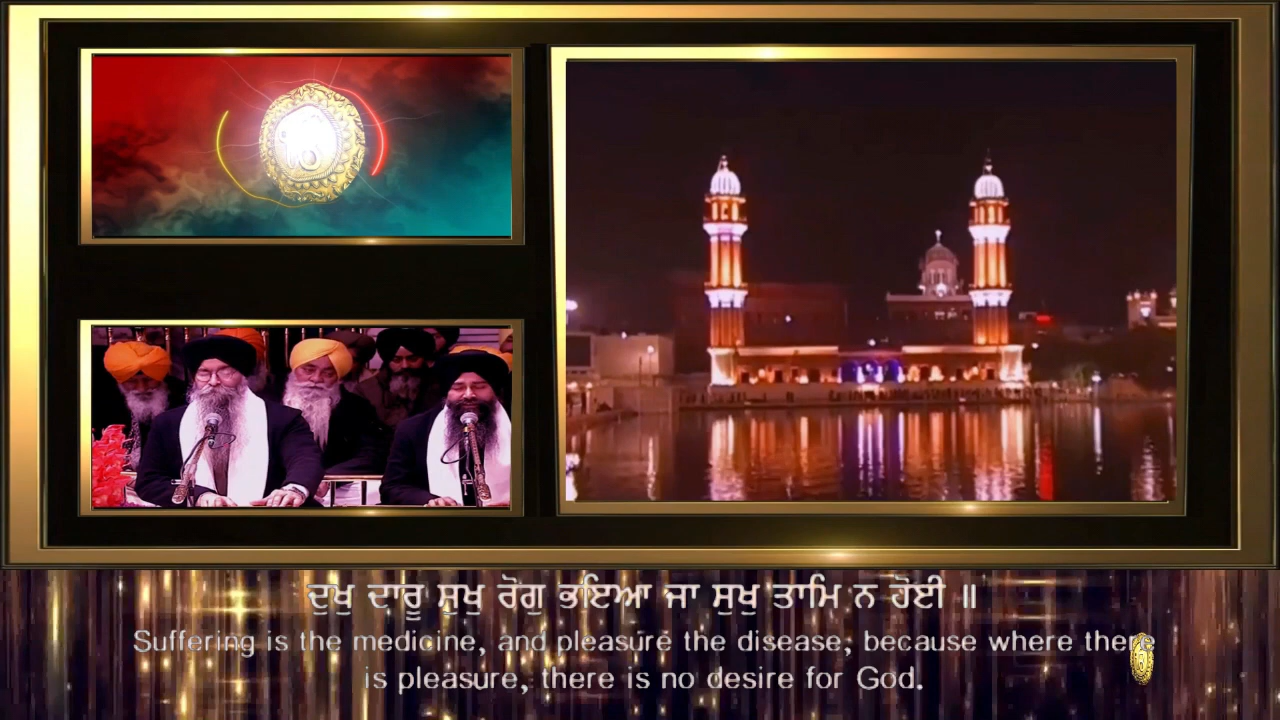 ਦੁਖੁ ਦਾਰੂ ਸੁਖੁ ਰੋਗੁ ਭਇਆ ਜਾ ਸੁਖੁ ਤਾਮਿ ਨ ਹੋਈ ॥
Suffering is the medicine, and pleasure the disease, because where there
is pleasure, there is no desire for God.